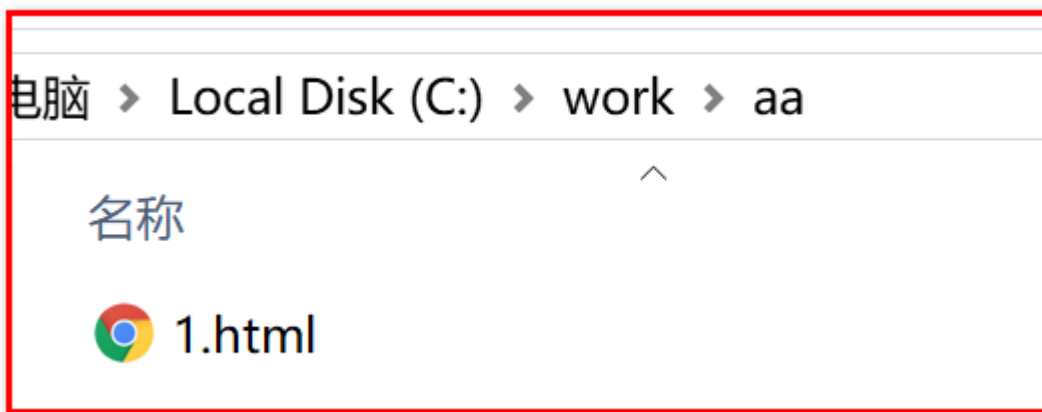 电脑 > Local Disk (C:) > work > aa
名称
1.html